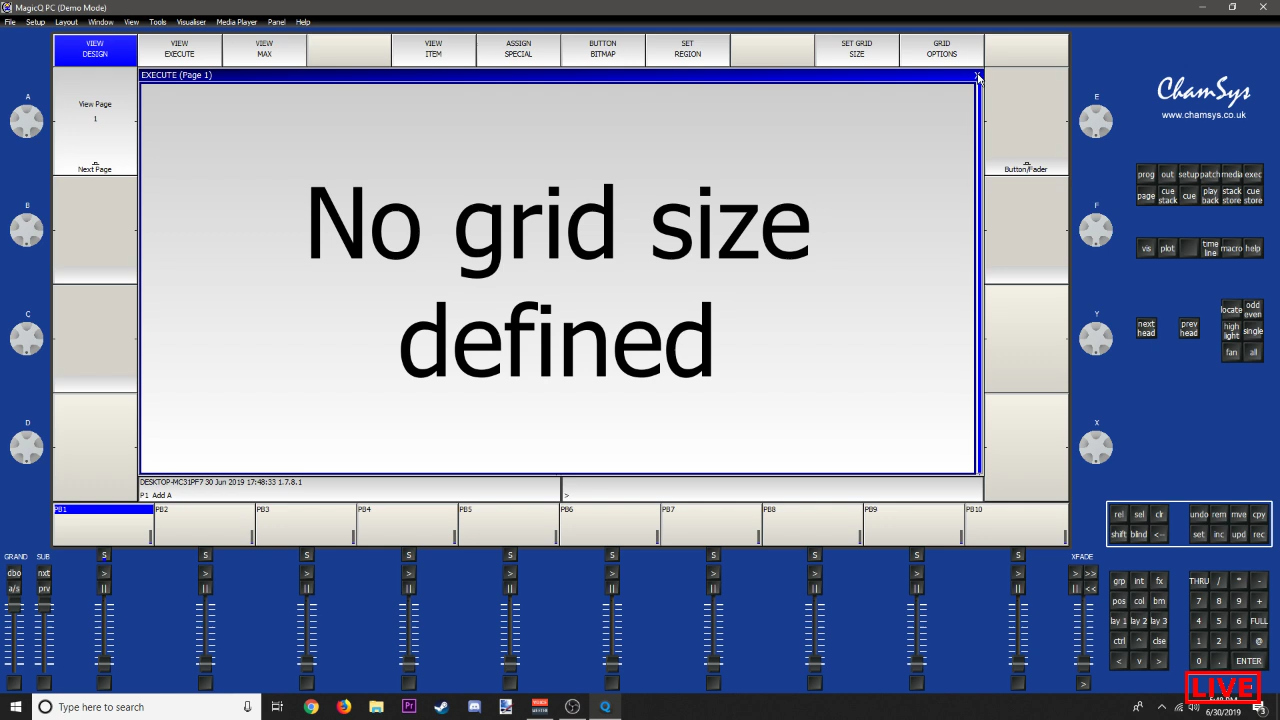 MagicQ PC (Demo Mode)
File Setup Layout Window View Tools Visualiser Media Player Panel Help
VIEW DESIGN
VIEW EXECUTE
VIEW MAX
VIEW ITEM
ASSIGN SPECIAL
BUTTON BITMAP
SET REGION
SET GRID SIZE
GRID OPTIONS
EXECUTE (Page 1)
View Page
1
Next Page
Button/Fader
No grid size
defined
A
B
C
D
E
F
Y
X
ChamSys
www.chamsys.co.uk
prog out setup patch media exec
page cue stack cue play back stack store cue store
vis plot time line macro help
locate odd even
next head prev head high light single
fan all
DESKTOP-MC31PF7 30 Jun 2019 17:48:33 1.7.8.1
P1 Add A
>
PB1 PB2 PB3 PB4 PB5 PB6 PB7 PB8 PB9 PB10
rel sel clr undo rem mve cpy
shift blind <-- set inc upd rec
GRAND SUB XFADE
S S S S S S S S S S
dbo nxt > > > > > > > > > > > >>
a/s prv || || || || || || || || || || || <<
grp int fx THRU / * -
pos col bm 7 8 9 +
lay 1 lay 2 lay 3 4 5 6 FULL
ctrl ^ clse 1 2 3 @
< v > 0 . ENTER
>
LIVE
Type here to search
6/30/2019
3